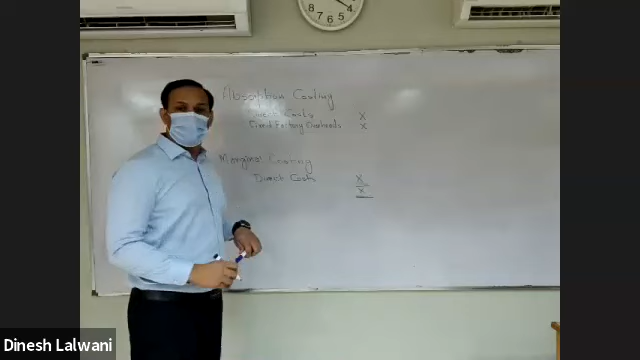 Absorption Costing
Direct Costs X
Direct Factory Overheads X
Marginal Costing
Direct Costs X
X
Dinesh Lalwani